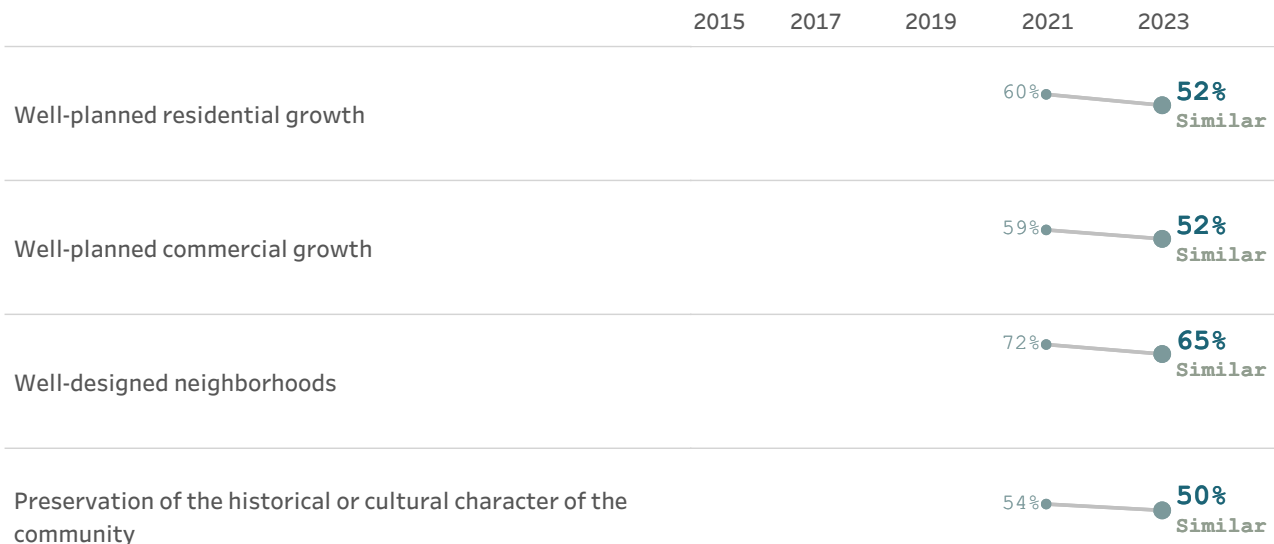 2015 2017 2019 2021 2023
Well-planned residential growth
60%
52%
Similar
Well-planned commercial growth
59%
52%
Similar
Well-designed neighborhoods
72%
65%
Similar
Preservation of the historical or cultural character of the
community
54%
50%
Similar